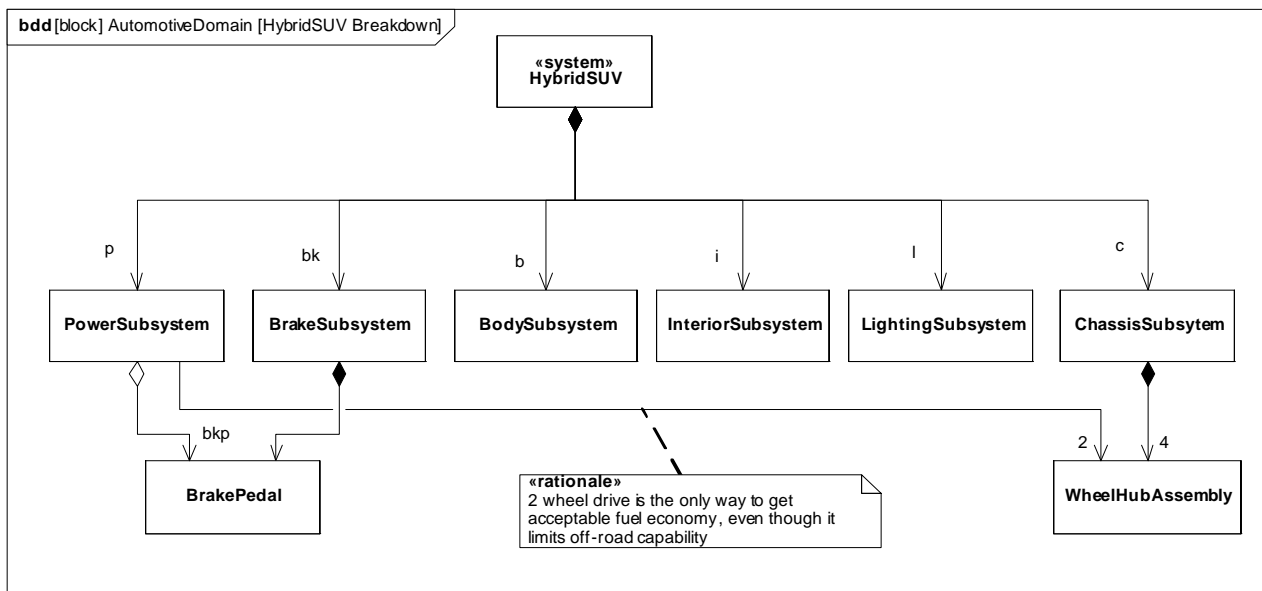 bdd [block] AutomotiveDomain [HybridSUV Breakdown]
«system»
HybridSUV
p
bk
b
i
l
c
PowerSubsystem
BrakeSubsystem
BodySubsystem
InteriorSubsystem
LightingSubsystem
ChassisSubsytem
bkp
2
4
BrakePedal
«rationale»
2 wheel drive is the only way to get
acceptable fuel economy, even though it
limits off-road capability
WheelHubAssembly